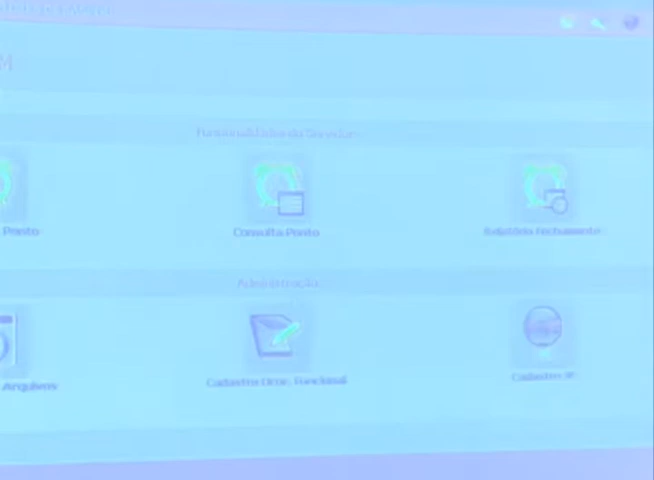 M
Funcionalidades do Servidor
Ponto
Consulta Ponto
Relatório Fechamento
Administração
Arquivos
Cadastro Ocor. Funcional
Cadastro IP